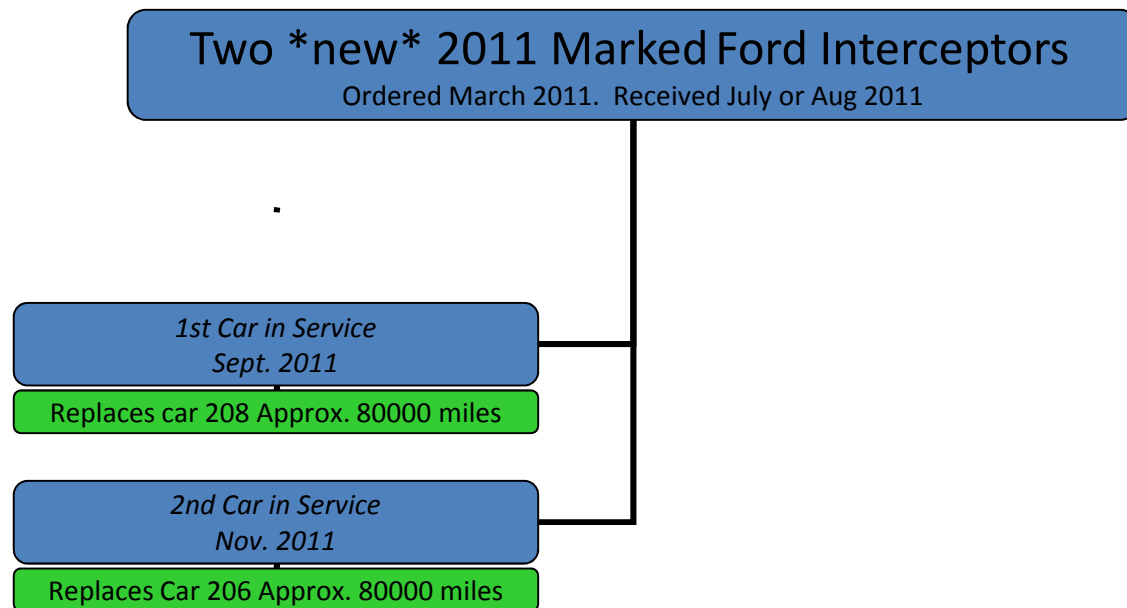 Two *new* 2011 Marked Ford Interceptors
Ordered March 2011. Received July or Aug 2011
1st Car in Service
Sept. 2011
Replaces car 208 Approx. 80000 miles
2nd Car in Service
Nov. 2011
Replaces Car 206 Approx. 80000 miles